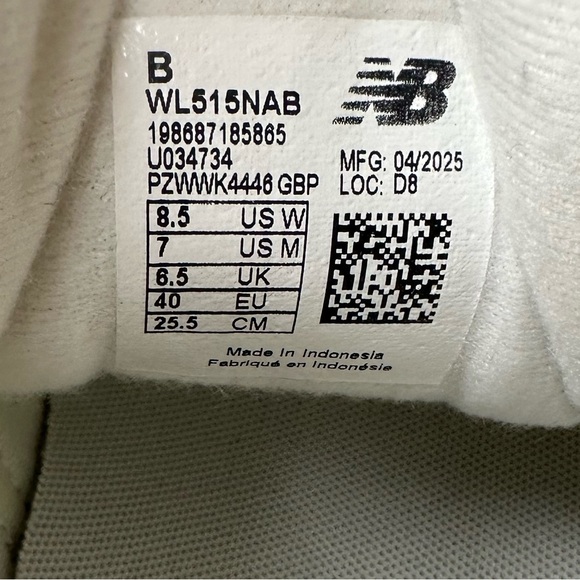 B
WL515NAB
198687185865
U034734
PZWWK4446 GBP
NB
MFG: 04/2025
LOC: D8
8.5 US W
7 US M
6.5 UK
40 EU
25.5 CM
Made in Indonesia
Fabriqué en Indonésie